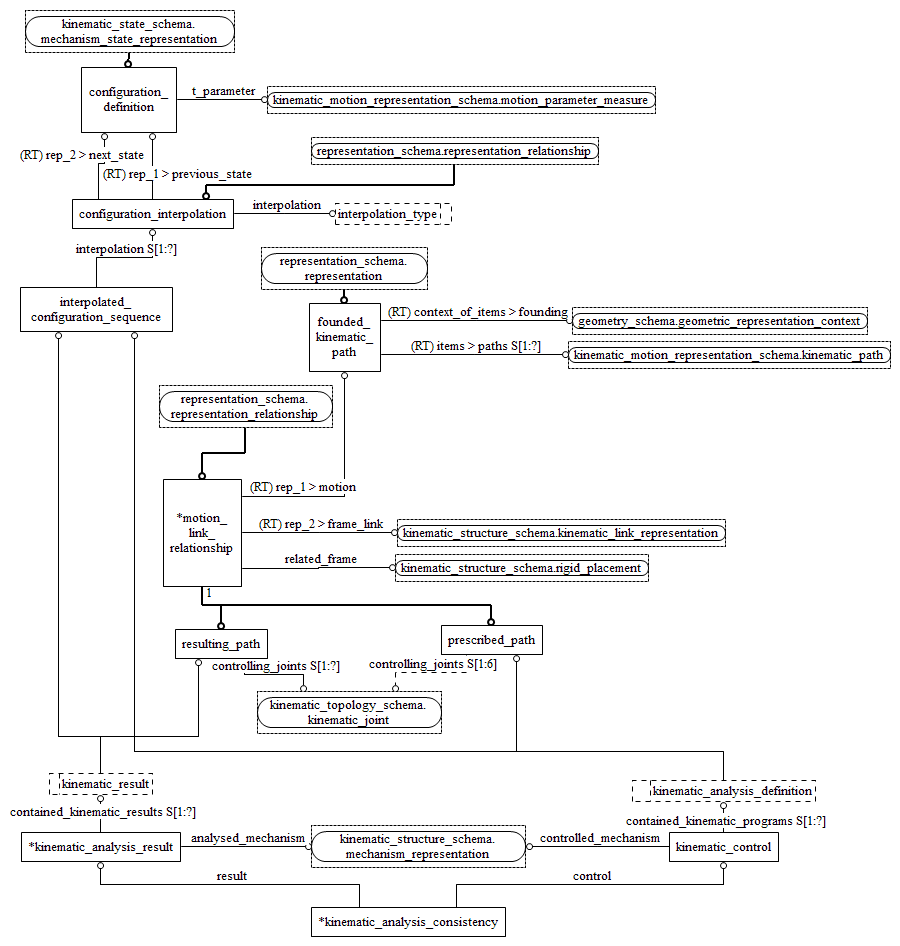 kinematic_state_schema.
mechanism_state_representation
configuration_
definition
t_parameter
kinematic_motion_representation_schema.motion_parameter_measure
(RT) rep_2 > next_state
(RT) rep_1 > previous_state
representation_schema.representation_relationship
configuration_interpolation
interpolation
interpolation_type
interpolation S[1:?]
representation_schema.
representation
interpolated_
configuration_sequence
founded_
kinematic_
path
(RT) context_of_items > founding
geometry_schema.geometric_representation_context
(RT) items > paths S[1:?]
kinematic_motion_representation_schema.kinematic_path
representation_schema.
representation_relationship
(RT) rep_1 > motion
*motion_
link_
relationship
(RT) rep_2 > frame_link
kinematic_structure_schema.kinematic_link_representation
related_frame
kinematic_structure_schema.rigid_placement
1
resulting_path
prescribed_path
controlling_joints S[1:?]
controlling_joints S[1:6]
kinematic_topology_schema.
kinematic_joint
kinematic_result
kinematic_analysis_definition
contained_kinematic_results S[1:?]
contained_kinematic_programs S[1:?]
*kinematic_analysis_result
analysed_mechanism
kinematic_structure_schema.
mechanism_representation
controlled_mechanism
kinematic_control
result
control
*kinematic_analysis_consistency